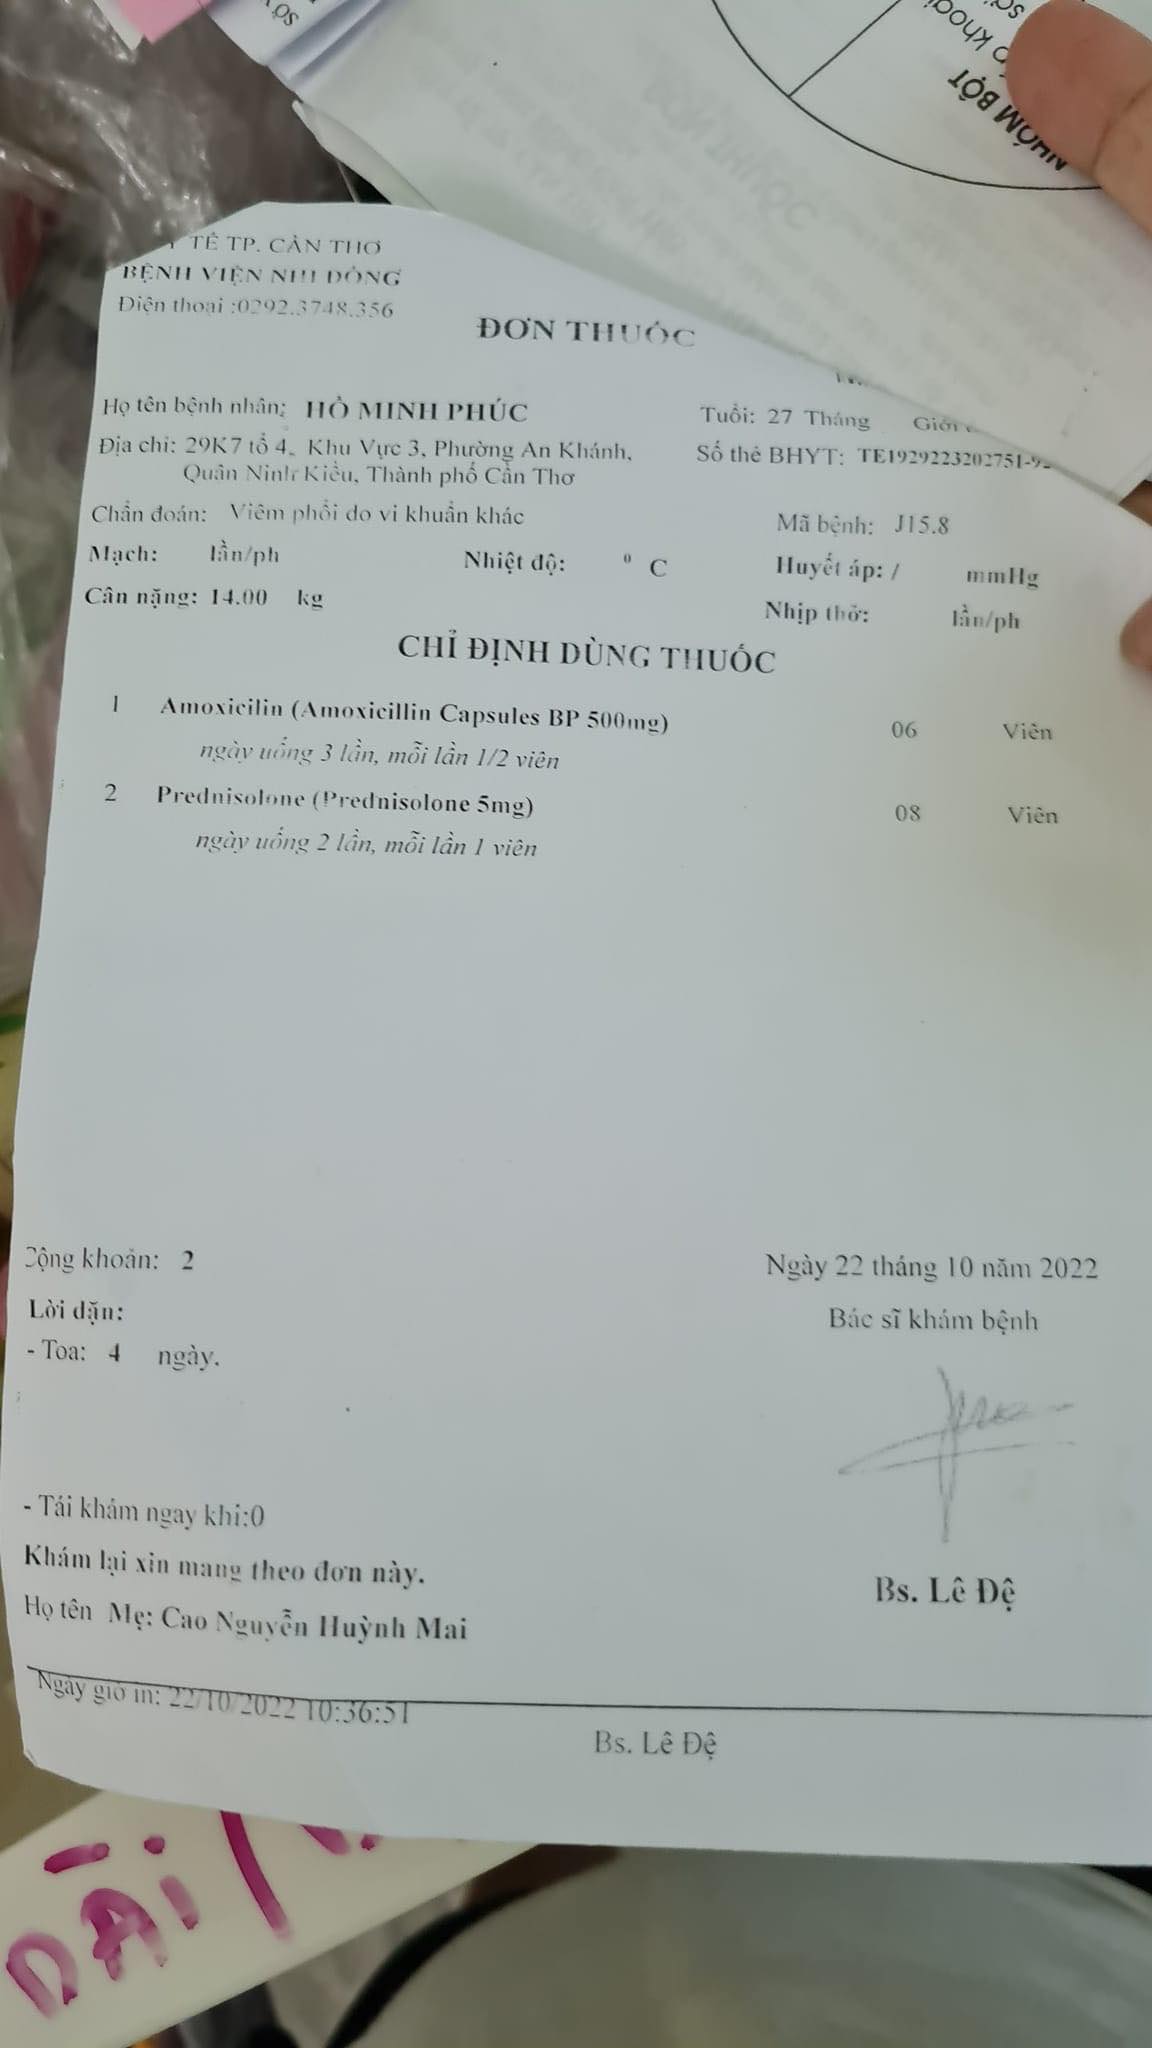 SỞ Y
sơ
o khoa
NHÓM BỘT
Y TẾ TP. CẦN THƠ
BỆNH VIỆN NHI ĐỒNG
Điện thoại :0292.3748.356
ĐƠN THUỐC
Họ tên bệnh nhân: HỒ MINH PHÚC Tuổi: 27 Tháng Giới
Địa chỉ: 29K7 tổ 4, Khu Vực 3, Phường An Khánh, Số thẻ BHYT: TE1929223202751-92
Quận Ninh Kiều, Thành phố Cần Thơ
Chẩn đoán: Viêm phổi do vi khuẩn khác Mã bệnh: J15.8
Mạch: lần/ph Nhiệt độ: º C Huyết áp: / mmHg
Cân nặng: 14.00 kg Nhịp thở: lần/ph
CHỈ ĐỊNH DÙNG THUỐC
1 Amoxicilin (Amoxicillin Capsules BP 500mg) 06 Viên
ngày uống 3 lần, mỗi lần 1/2 viên
2 Prednisolone (Prednisolone 5mg) 08 Viên
ngày uống 2 lần, mỗi lần 1 viên
Cộng khoản: 2 Ngày 22 tháng 10 năm 2022
Lời dặn: Bác sĩ khám bệnh
- Toa: 4 ngày.
- Tái khám ngay khi:0
Khám lại xin mang theo đơn này.
Bs. Lê Đệ
Họ tên Mẹ: Cao Nguyễn Huỳnh Mai
Ngày giờ in: 22/10/2022 10:36:51
Bs. Lê Đệ
DÃI